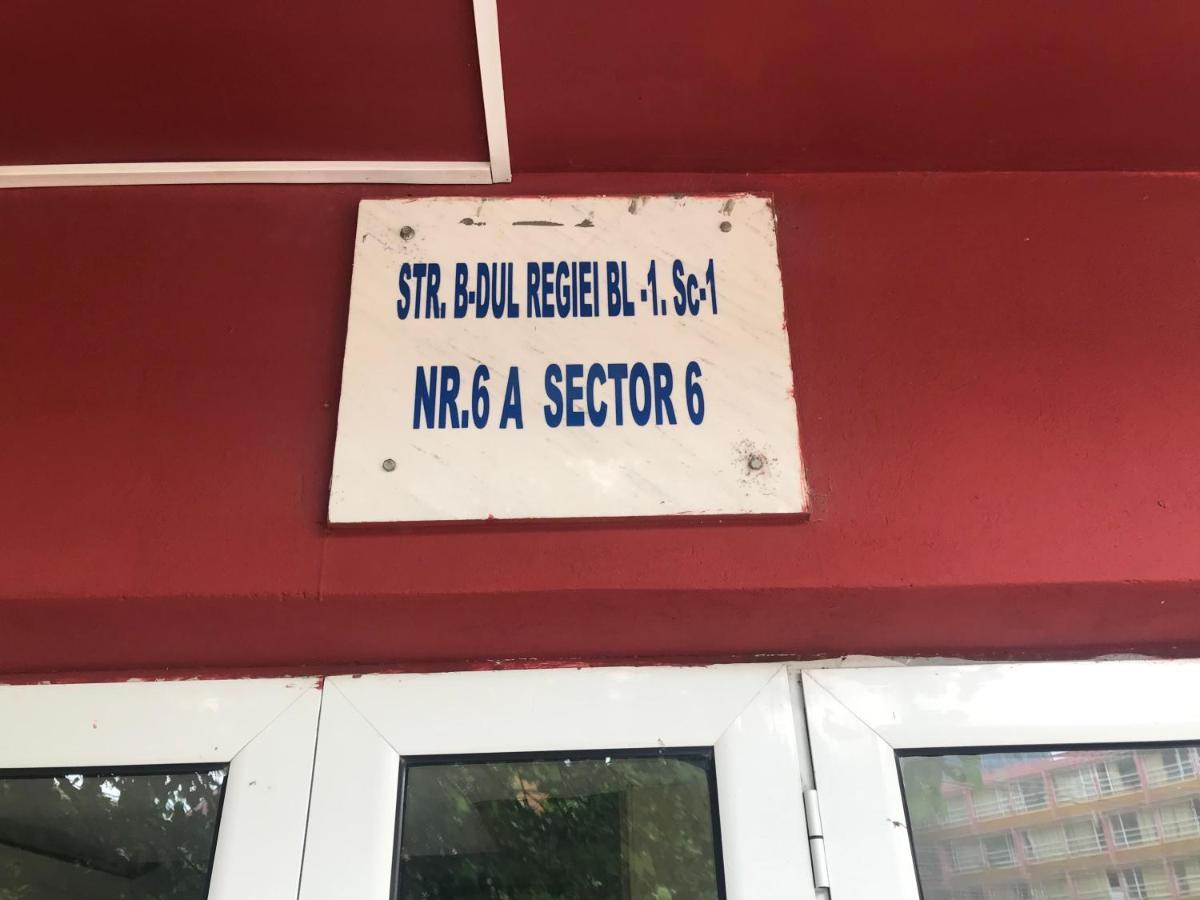 STR. B-DUL REGIEI BL -1. Sc-1
NR.6 A SECTOR 6